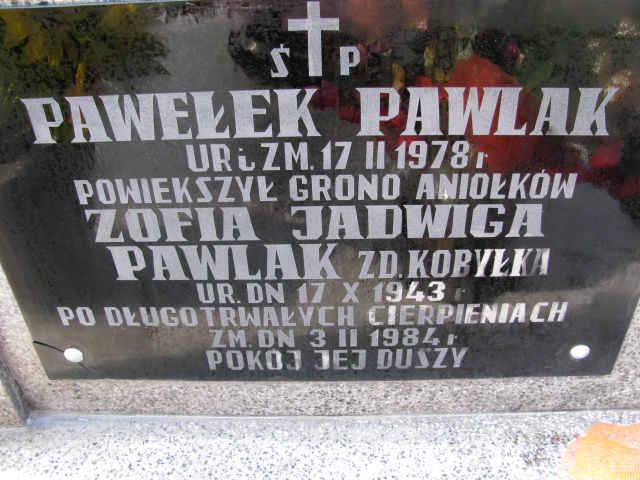 Ś P
PAWEŁEK PAWLAK
UR i ZM. 17 II 1978 r
POWIEKSZYŁ GRONO ANIOŁKÓW
ZOFIA JADWIGA
PAWLAK ZD. KOBYŁKA
UR. DN 17 X 1943 r
PO DŁUGOTRWAŁYCH CIERPIENIACH
ZM. DN 3 II 1984 r
POKÓJ JEJ DUSZY